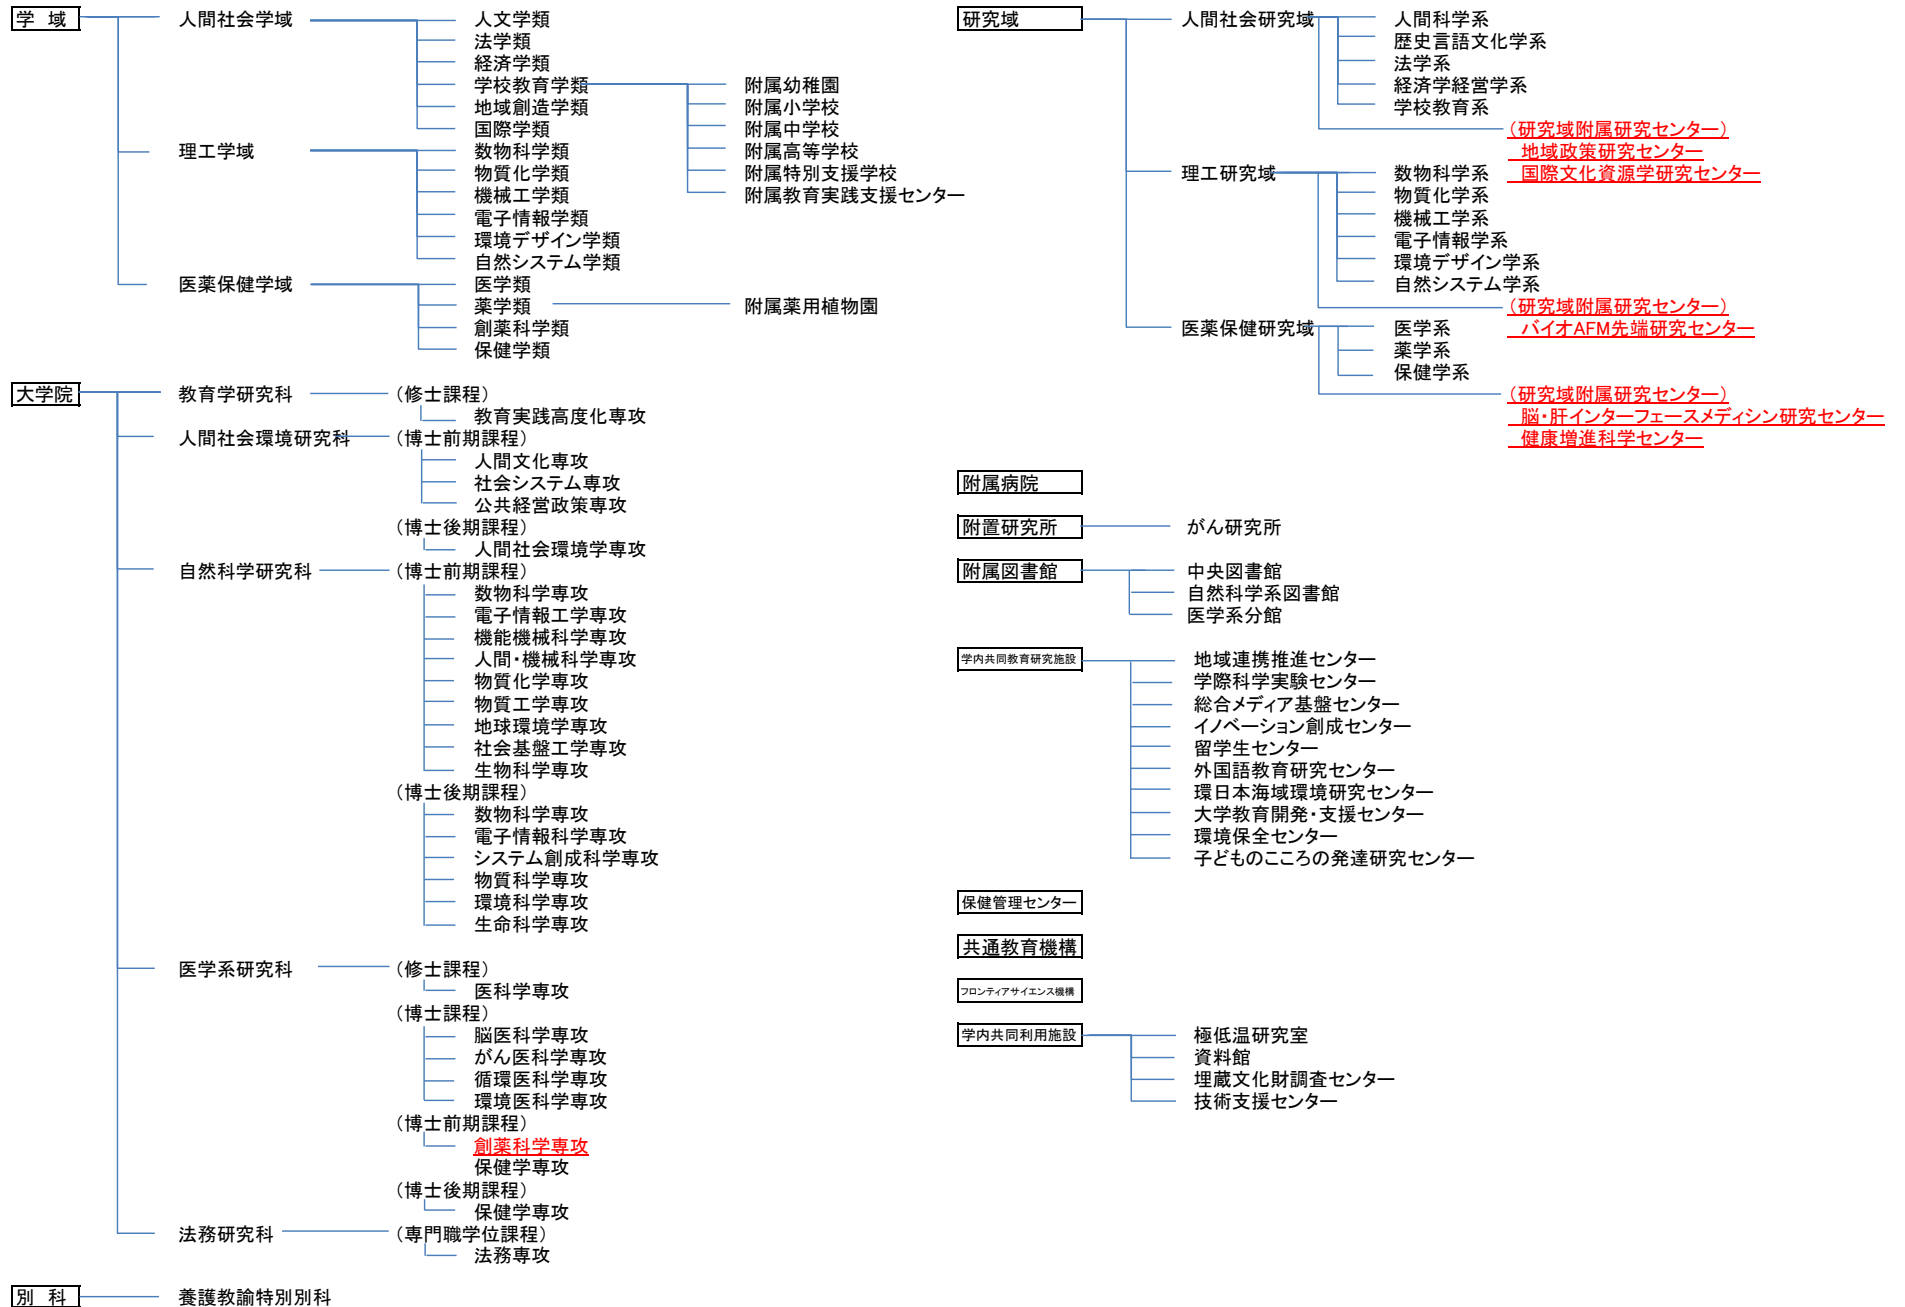 学 域
人間社会学域
人文学類
法学類
経済学類
学校教育学類
附属幼稚園
附属小学校
附属中学校
附属高等学校
附属特別支援学校
附属教育実践支援センター
地域創造学類
国際学類
理工学域
数物科学類
物質化学類
機械工学類
電子情報学類
環境デザイン学類
自然システム学類
医薬保健学域
医学類
薬学類
附属薬用植物園
創薬科学類
保健学類
大学院
教育学研究科
（修士課程）
教育実践高度化専攻
人間社会環境研究科
（博士前期課程）
人間文化専攻
社会システム専攻
公共経営政策専攻
（博士後期課程）
人間社会環境学専攻
自然科学研究科
（博士前期課程）
数物科学専攻
電子情報工学専攻
機能機械科学専攻
人間・機械科学専攻
物質化学専攻
物質工学専攻
地球環境学専攻
社会基盤工学専攻
生物科学専攻
（博士後期課程）
数物科学専攻
電子情報科学専攻
システム創成科学専攻
物質科学専攻
環境科学専攻
生命科学専攻
医学系研究科
（修士課程）
医科学専攻
（博士課程）
脳医科学専攻
がん医科学専攻
循環医科学専攻
環境医科学専攻
（博士前期課程）
創薬科学専攻
保健学専攻
（博士後期課程）
保健学専攻
法務研究科
（専門職学位課程）
法務専攻
別 科
養護教諭特別別科
研究域
人間社会研究域
人間科学系
歴史言語文化学系
法学系
経済学経営学系
学校教育系
（研究域附属研究センター）
地域政策研究センター
国際文化資源学研究センター
理工研究域
数物科学系
物質化学系
機械工学系
電子情報学系
環境デザイン学系
自然システム学系
（研究域附属研究センター）
バイオAFM先端研究センター
医薬保健研究域
医学系
薬学系
保健学系
（研究域附属研究センター）
脳・肝インターフェースメディシン研究センター
健康増進科学センター
附属病院
附置研究所
がん研究所
附属図書館
中央図書館
自然科学系図書館
医学系分館
学内共同教育研究施設
地域連携推進センター
学際科学実験センター
総合メディア基盤センター
イノベーション創成センター
留学生センター
外国語教育研究センター
環日本海域環境研究センター
大学教育開発・支援センター
環境保全センター
子どものこころの発達研究センター
保健管理センター
共通教育機構
フロンティアサイエンス機構
学内共同利用施設
極低温研究室
資料館
埋蔵文化財調査センター
技術支援センター